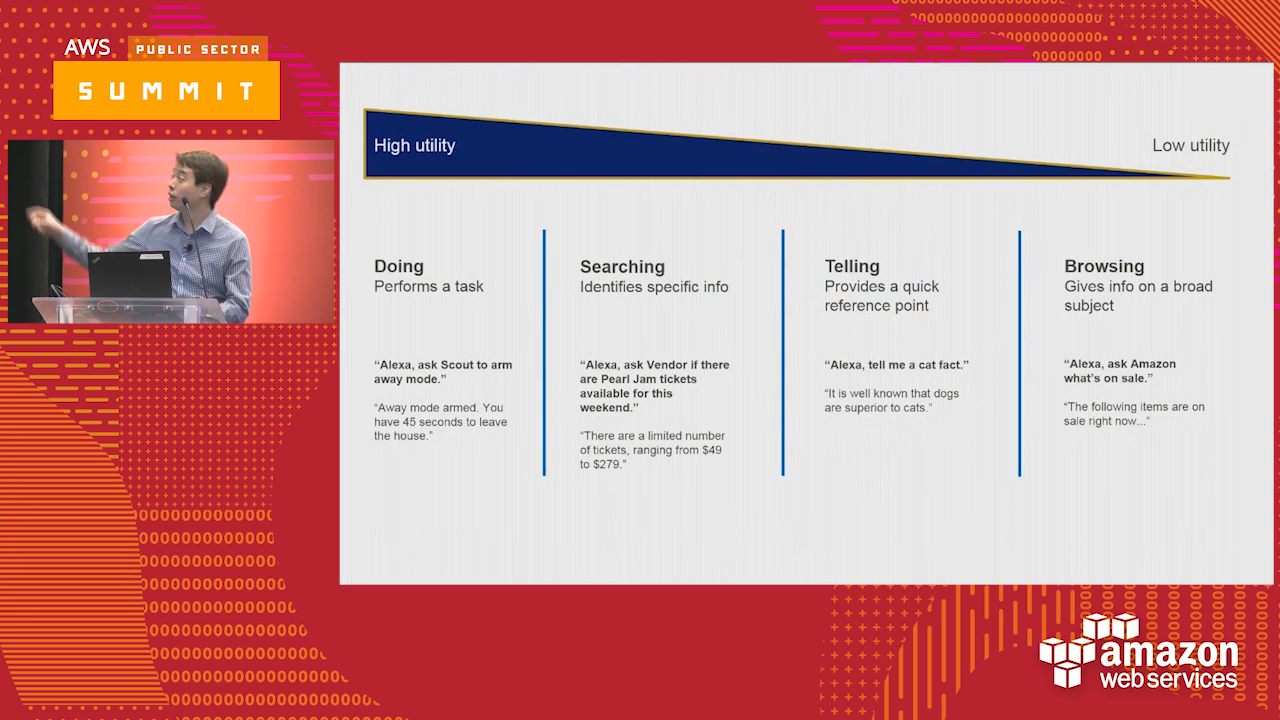 AWS PUBLIC SECTOR
SUMMIT
High utility
Low utility
Doing
Performs a task
“Alexa, ask Scout to arm
away mode.”
“Away mode armed. You
have 45 seconds to leave
the house.”
Searching
Identifies specific info
“Alexa, ask Vendor if there
are Pearl Jam tickets
available for this
weekend.”
“There are a limited number
of tickets, ranging from $49
to $279.”
Telling
Provides a quick
reference point
“Alexa, tell me a cat fact.”
“It is well known that dogs
are superior to cats.”
Browsing
Gives info on a broad
subject
“Alexa, ask Amazon
what’s on sale.”
“The following items are on
sale right now...”
amazon
web services